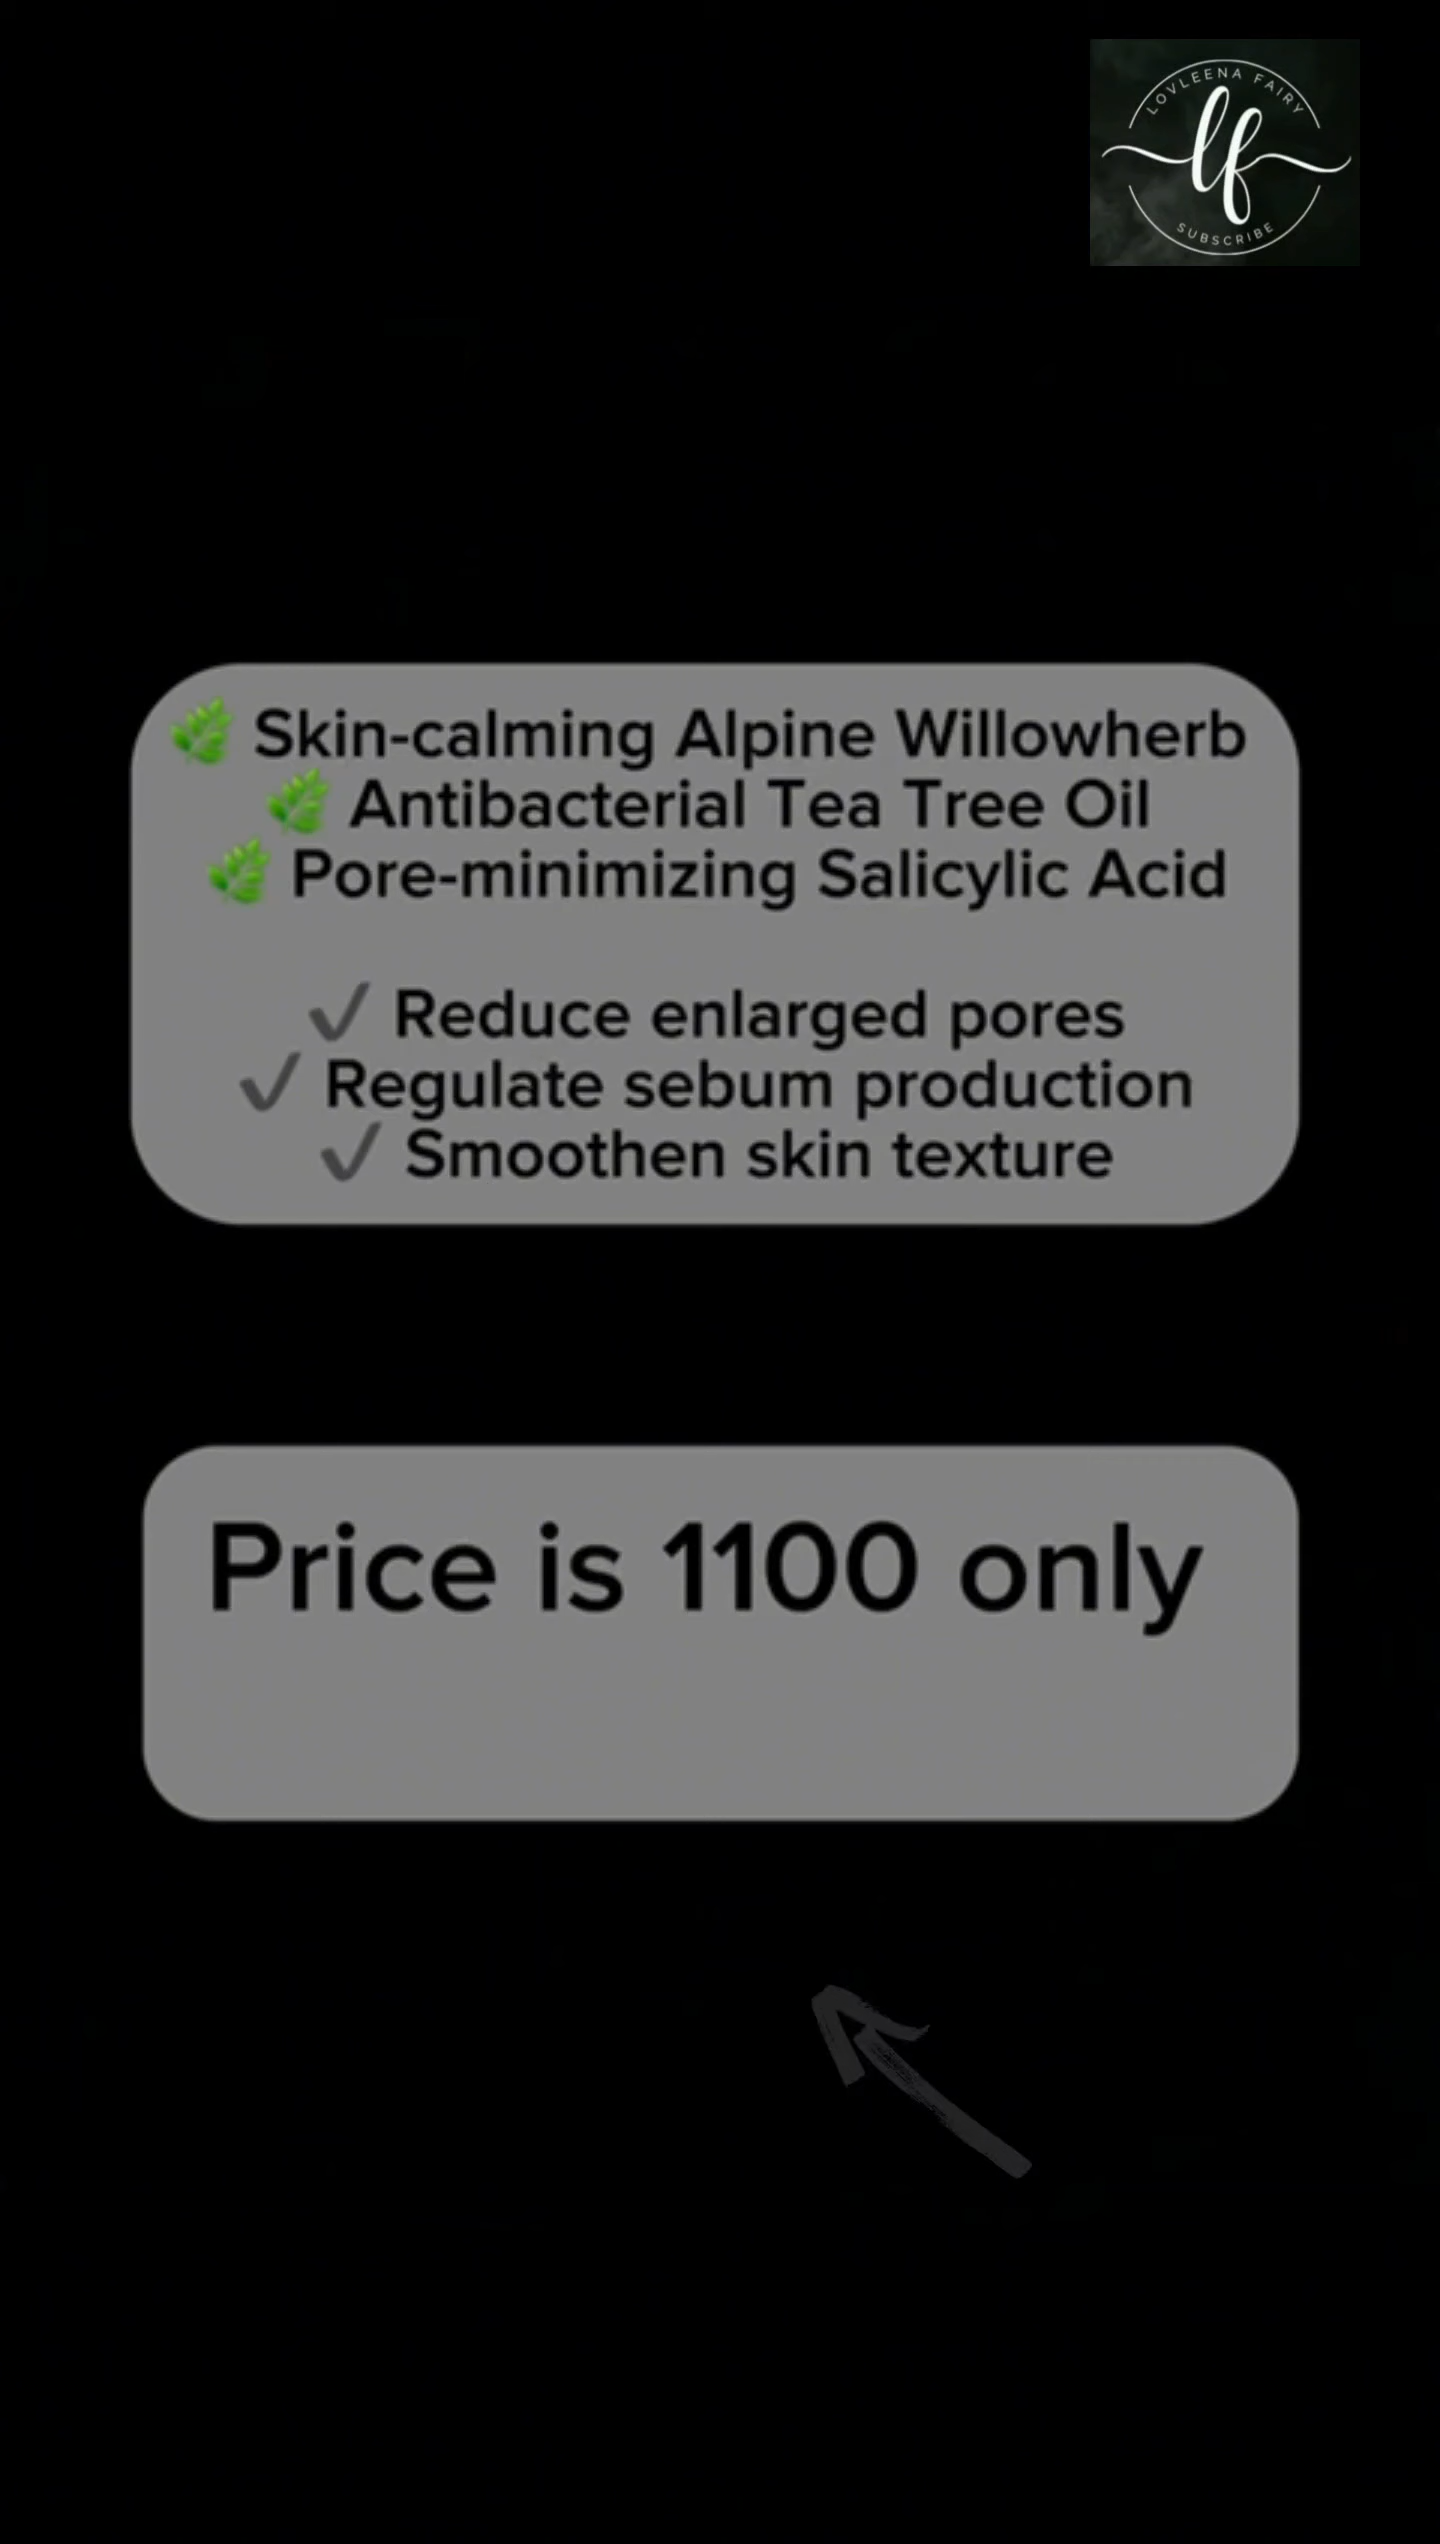 LOVLEENA FAIRY
lf
SUBSCRIBE
🌿 Skin-calming Alpine Willowherb
🌿 Antibacterial Tea Tree Oil
🌿 Pore-minimizing Salicylic Acid
✔ Reduce enlarged pores
✔ Regulate sebum production
✔ Smoothen skin texture
Price is 1100 only